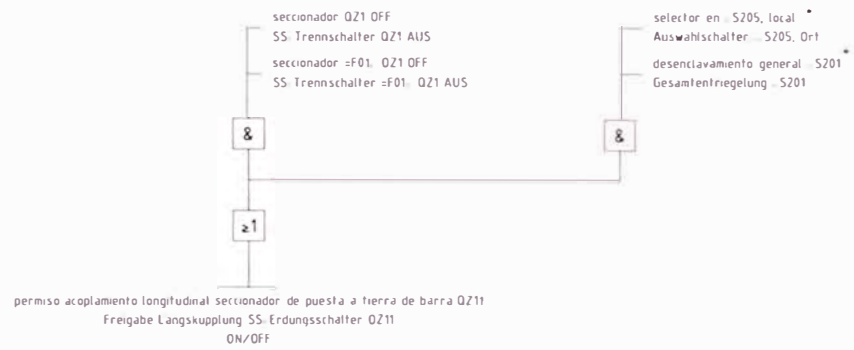 seccionador QZ1 OFF
SS Trennschalter QZ1 AUS
seccionador =F01 QZ1 OFF
SS Trennschalter =F01 QZ1 AUS
selector en S205, local
Auswahlschalter S205, Ort
desenclavamento general S201
Gesamtentriegelung S201
&
&
≥1
permiso acoplamiento longitudinal seccionador de puesta a tierra de barra QZ11
Freigabe Langskupplung SS Erdungsschalter QZ11
ON/OFF